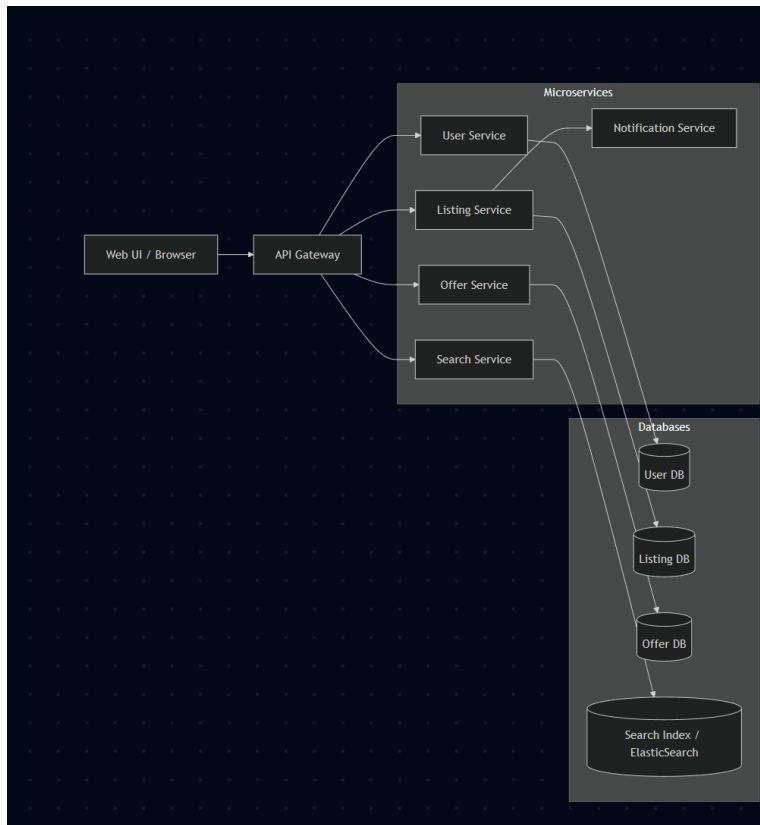 Microservices
User Service
Notification Service
Listing Service
Web UI / Browser
API Gateway
Offer Service
Search Service
Databases
User DB
Listing DB
Offer DB
Search Index /
ElasticSearch